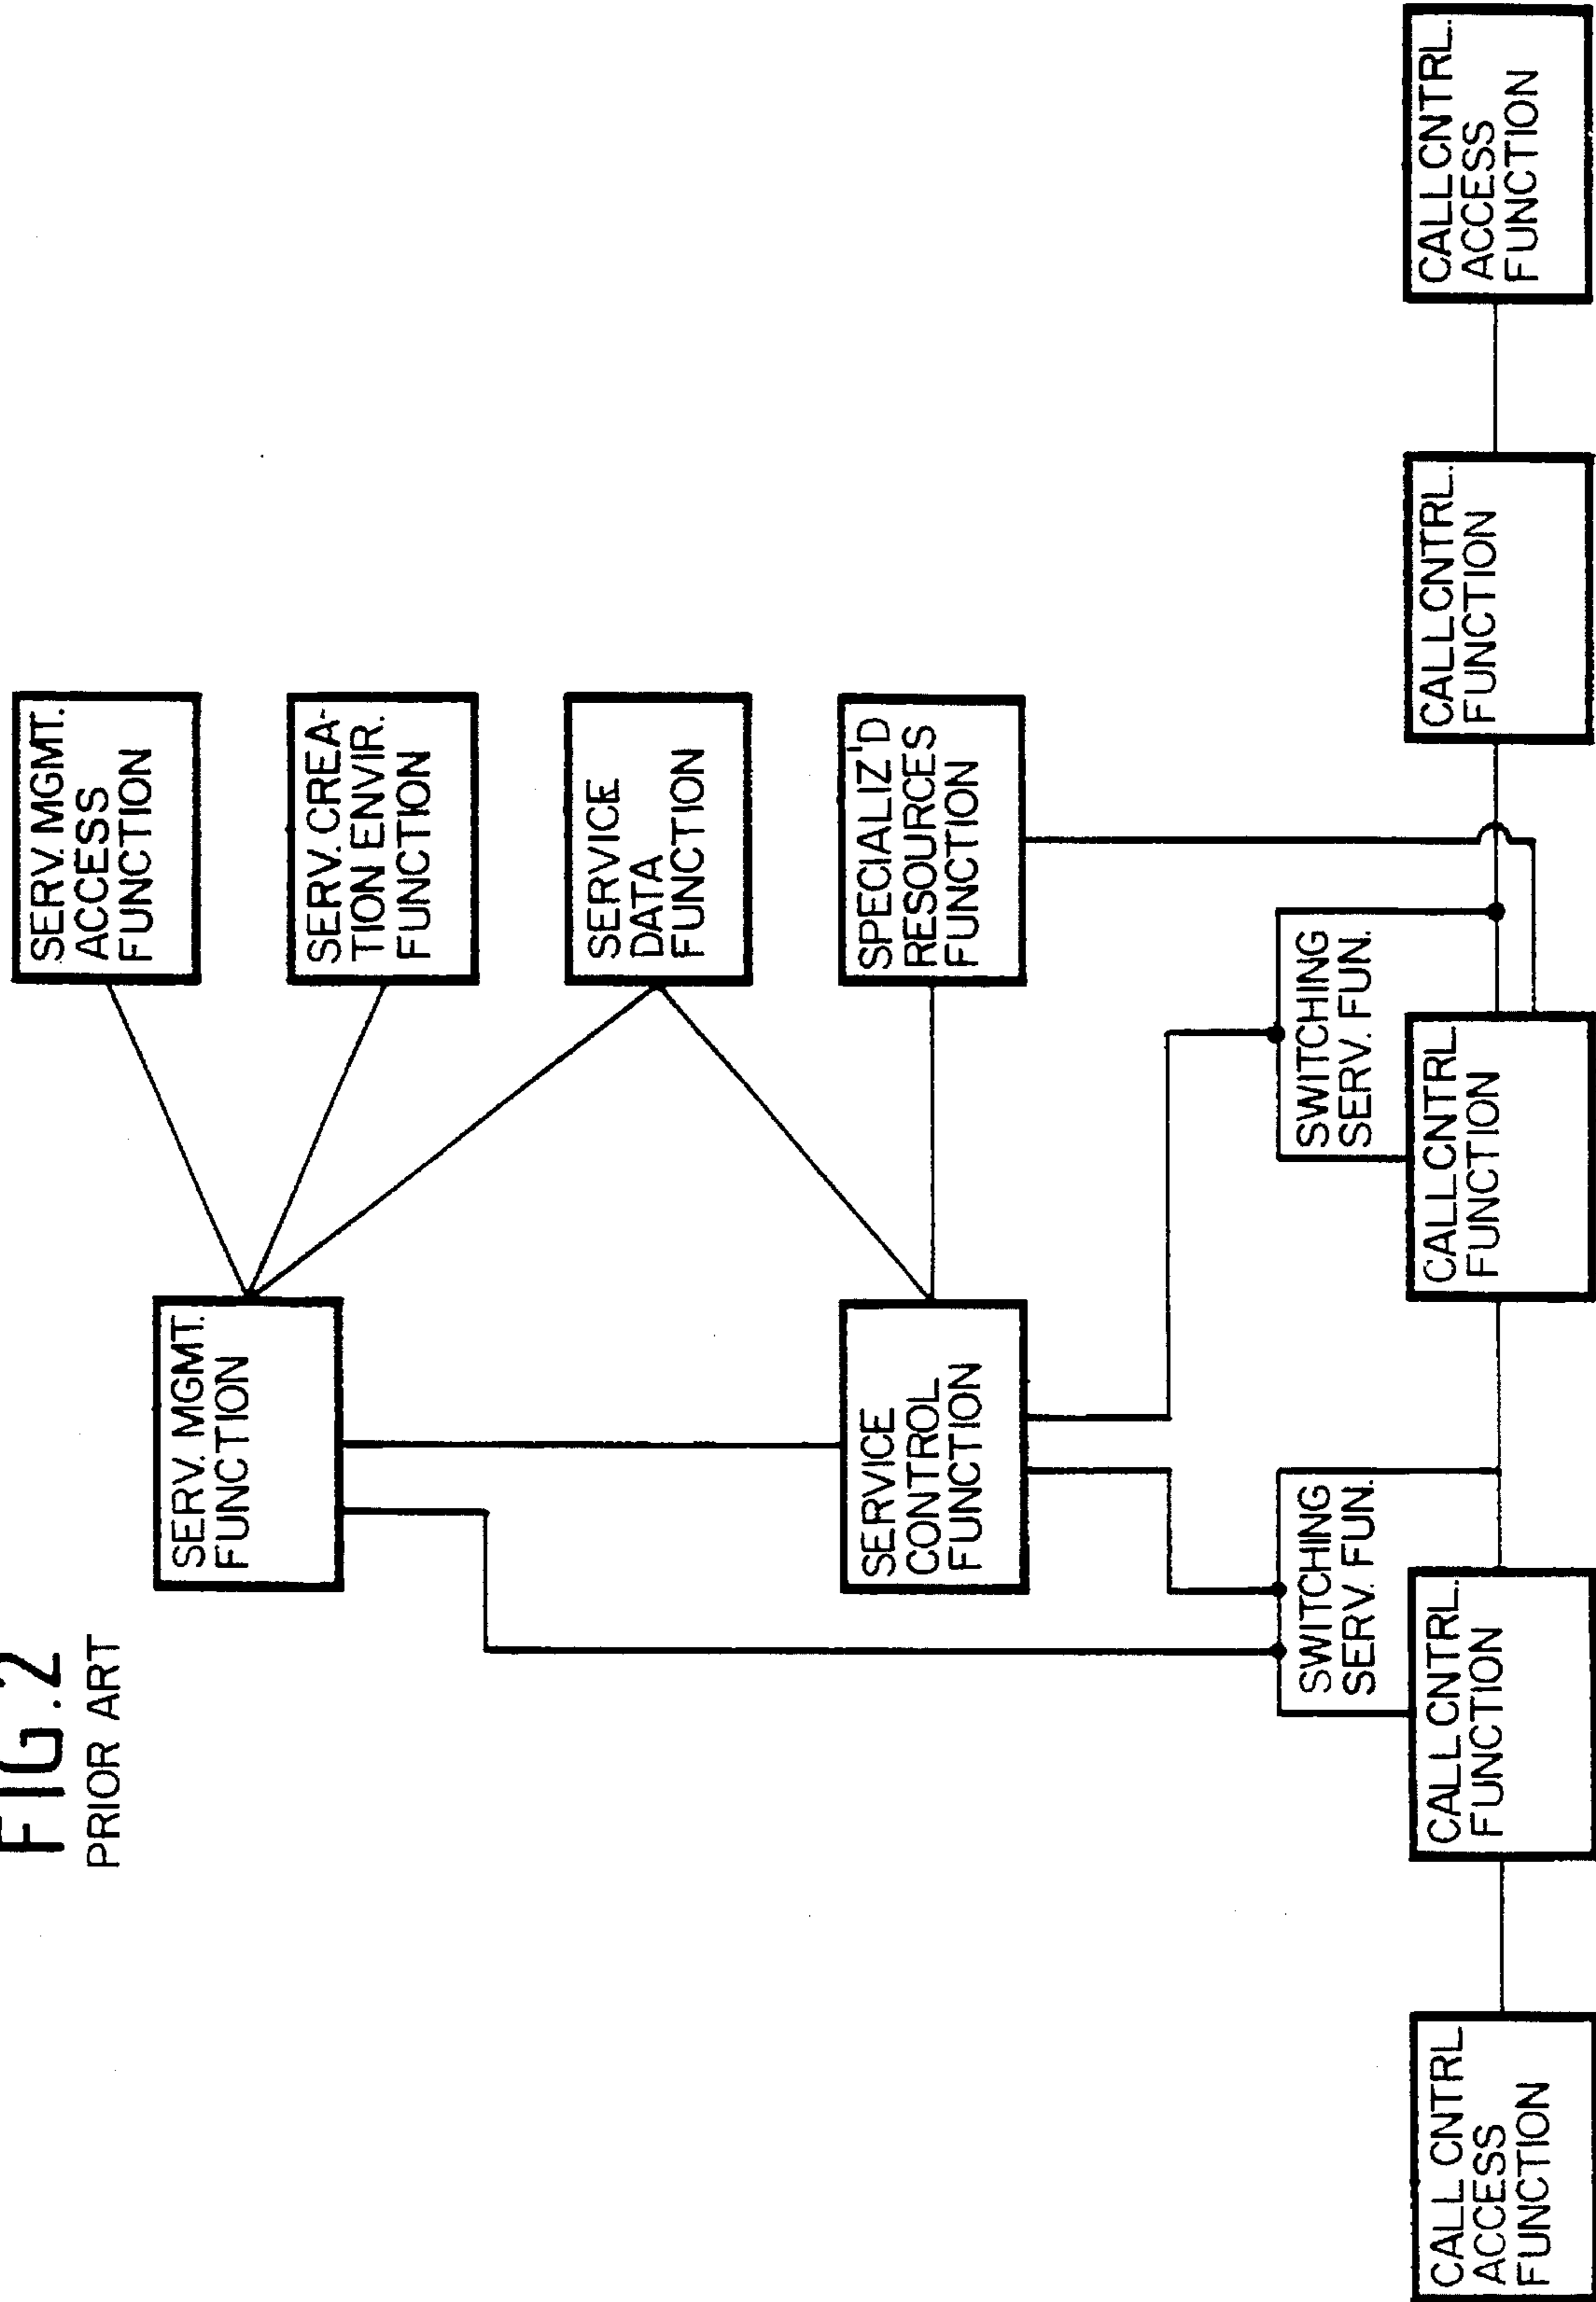 FIG.2
PRIOR ART
SERV. MGMT.
ACCESS
FUNCTION
SERV. MGMT.
FUNCTION
SERV. CREA-
TION ENVIR.
FUNCTION
SERVICE
DATA
FUNCTION
SERVICE
CONTROL
FUNCTION
SPECIALIZ'D
RESOURCES
FUNCTION
SWITCHING
SERV. FUN.
SWITCHING
SERV. FUN.
CALL CNTRL
ACCESS
FUNCTION
CALL CNTRL.
FUNCTION
CALL CNTRL.
FUNCTION
CALL CNTRL.
FUNCTION
CALL CNTRL.
ACCESS
FUNCTION